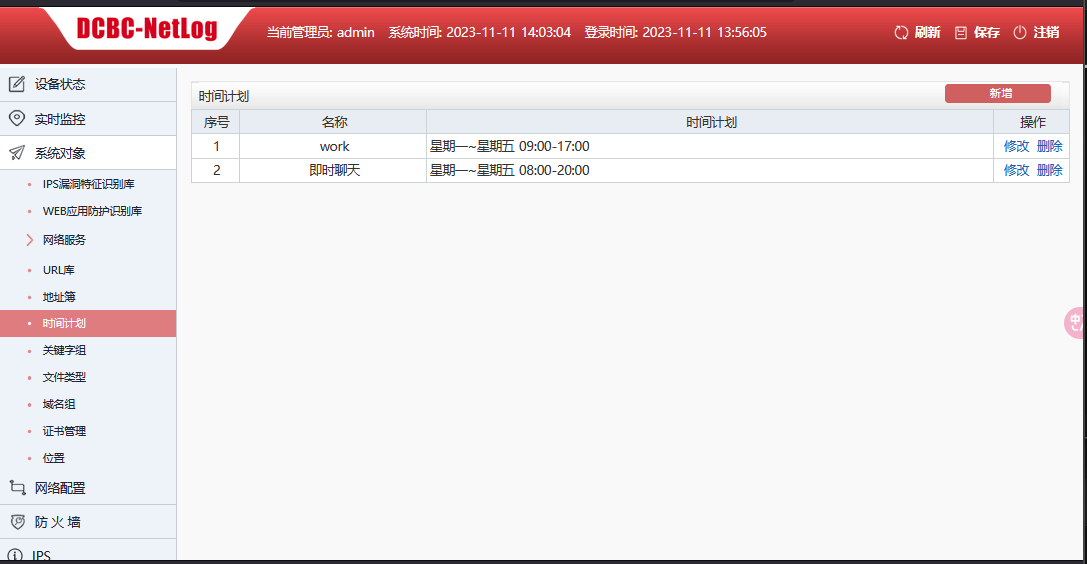 DCBC-NetLog
当前管理员: admin 系统时间: 2023-11-11 14:03:04 登录时间: 2023-11-11 13:56:05 刷新 保存 注销
设备状态
实时监控
系统对象
IPS漏洞特征识别库
WEB应用防护识别库
网络服务
URL库
地址簿
时间计划
关键字组
文件类型
域名组
证书管理
位置
网络配置
防 火 墙
IPS
时间计划 新增
序号 名称 时间计划 操作
1 work 星期一~星期五 09:00-17:00 修改 删除
2 即时聊天 星期一~星期五 08:00-20:00 修改 删除